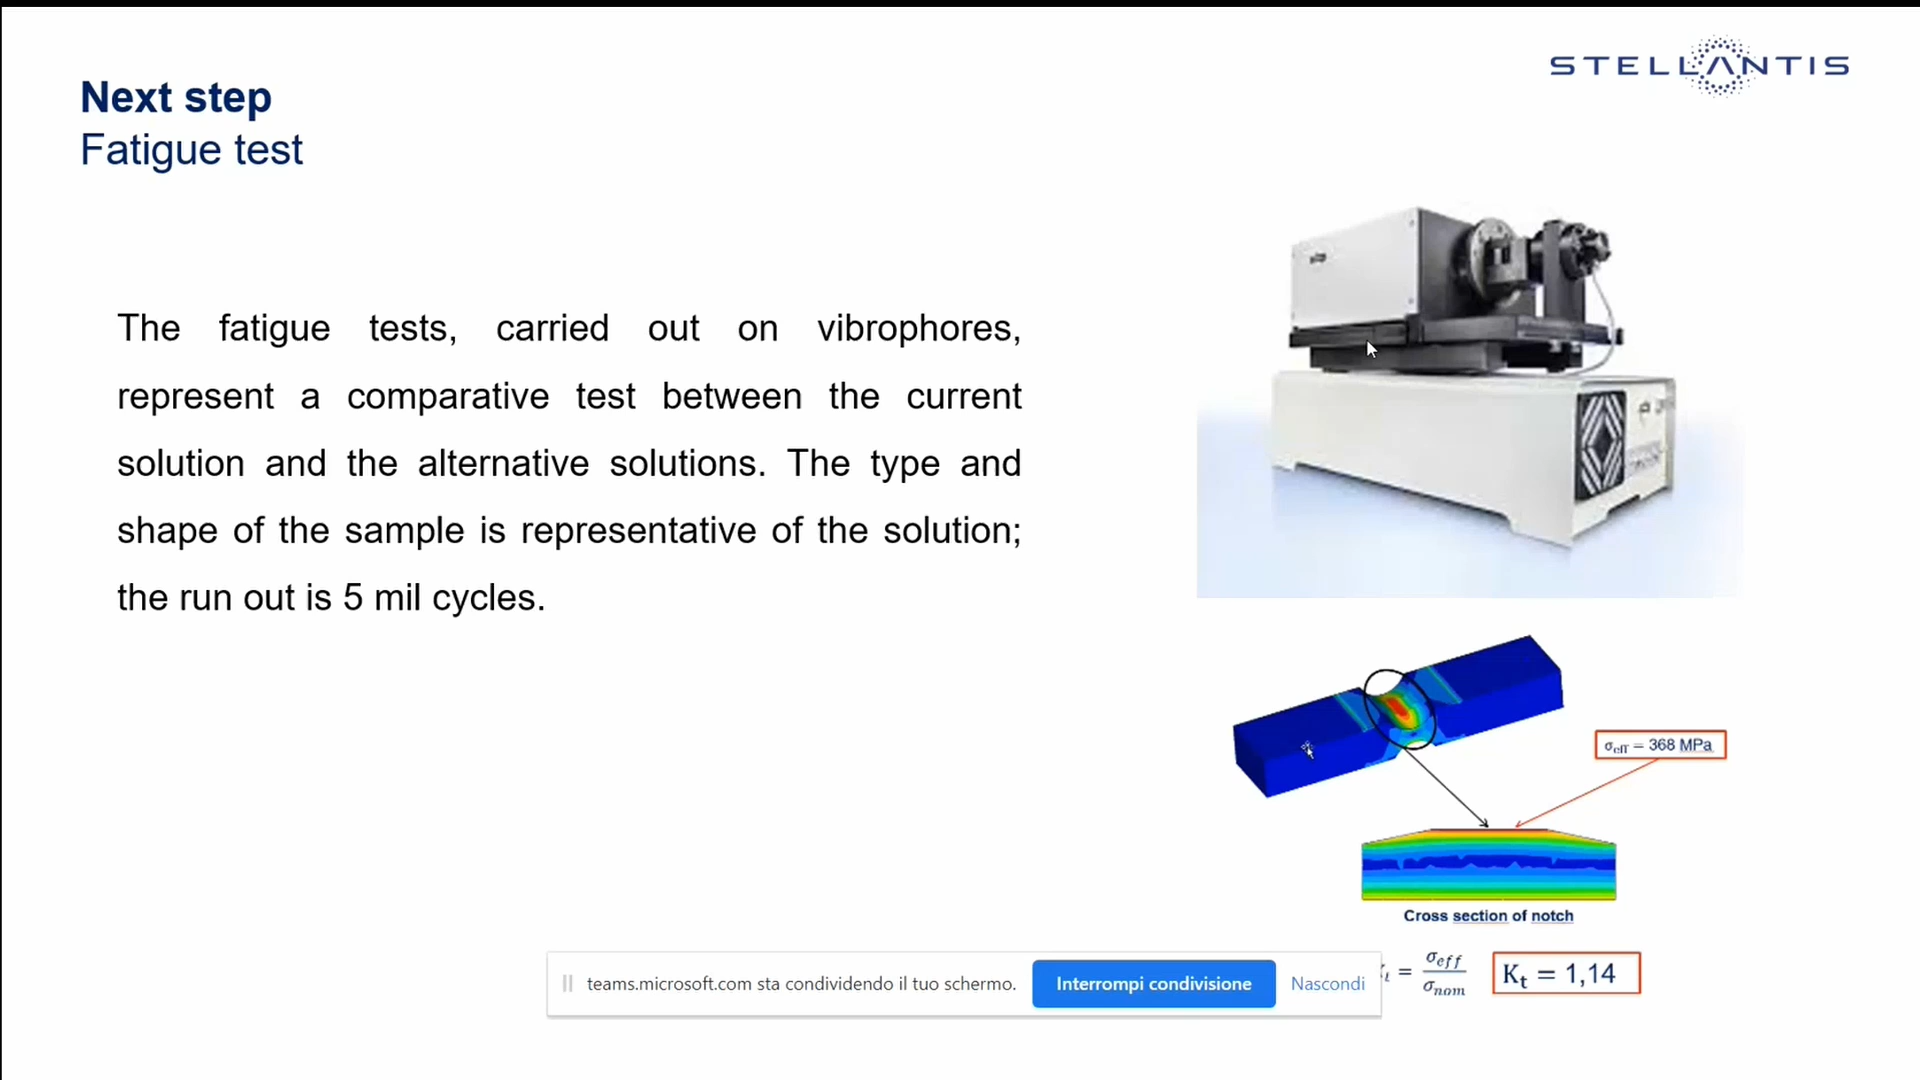 STELLANTIS
Next step
Fatigue test
The fatigue tests, carried out on vibrophores,
represent a comparative test between the current
solution and the alternative solutions. The type and
shape of the sample is representative of the solution;
the run out is 5 mil cycles.
σeff = 368 MPa
Cross section of notch
= σeff / σnom
Kt = 1,14
teams.microsoft.com sta condividendo il tuo schermo.
Interrompi condivisione
Nascondi